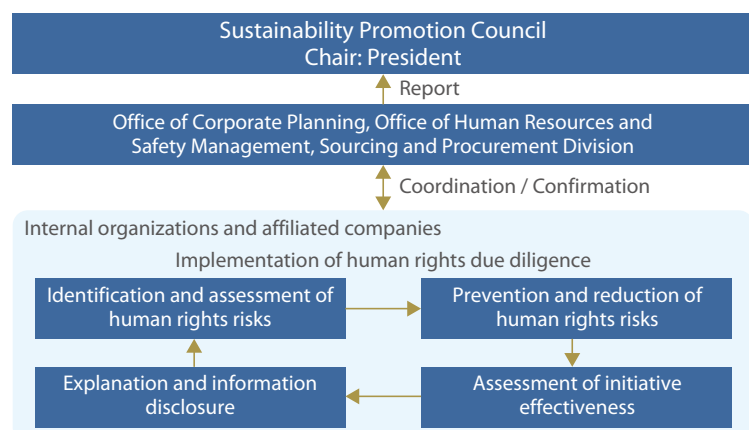 Sustainability Promotion Council
Chair: President
Report
Office of Corporate Planning, Office of Human Resources and
Safety Management, Sourcing and Procurement Division
Coordination / Confirmation
Internal organizations and affiliated companies
Implementation of human rights due diligence
Identification and assessment of
human rights risks
Prevention and reduction of
human rights risks
Explanation and information
disclosure
Assessment of initiative
effectiveness